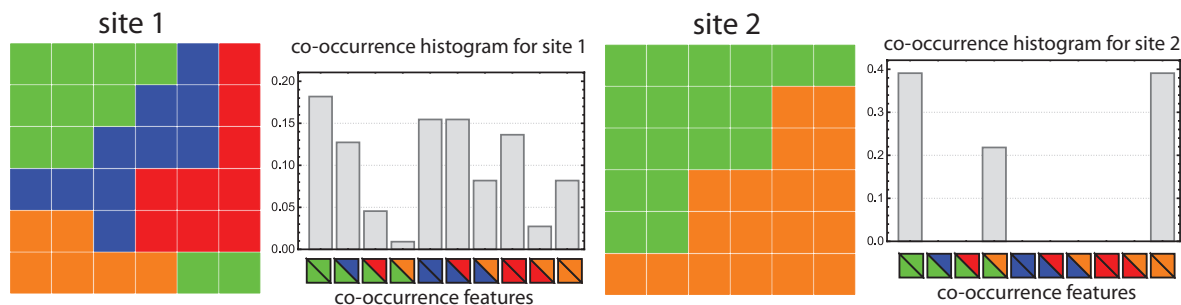 site 1
co-occurrence histogram for site 1
0.20
0.15
0.10
0.05
0.00
co-occurrence features
site 2
co-occurrence histogram for site 2
0.4
0.3
0.2
0.1
0.0
co-occurrence features